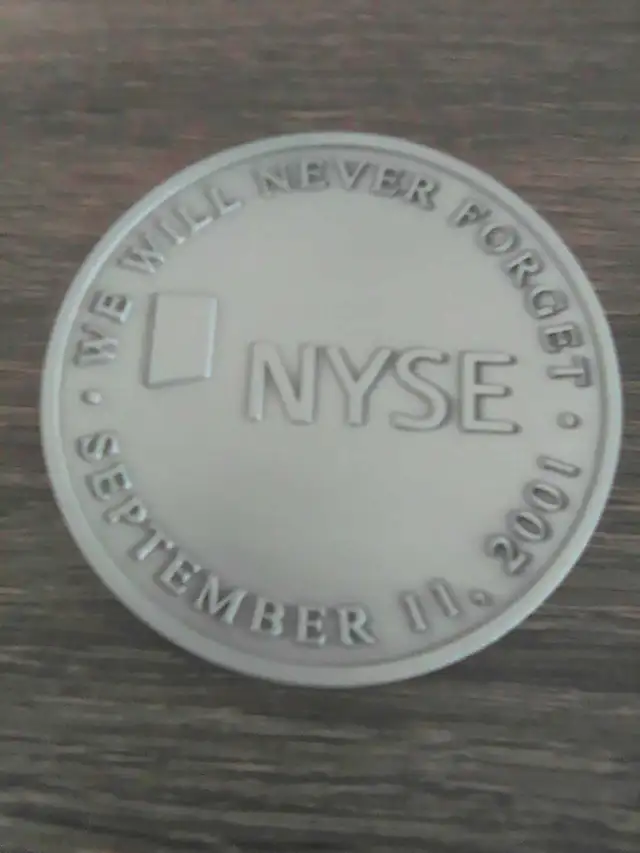 WE WILL NEVER FORGET
NYSE
SEPTEMBER 11, 2001